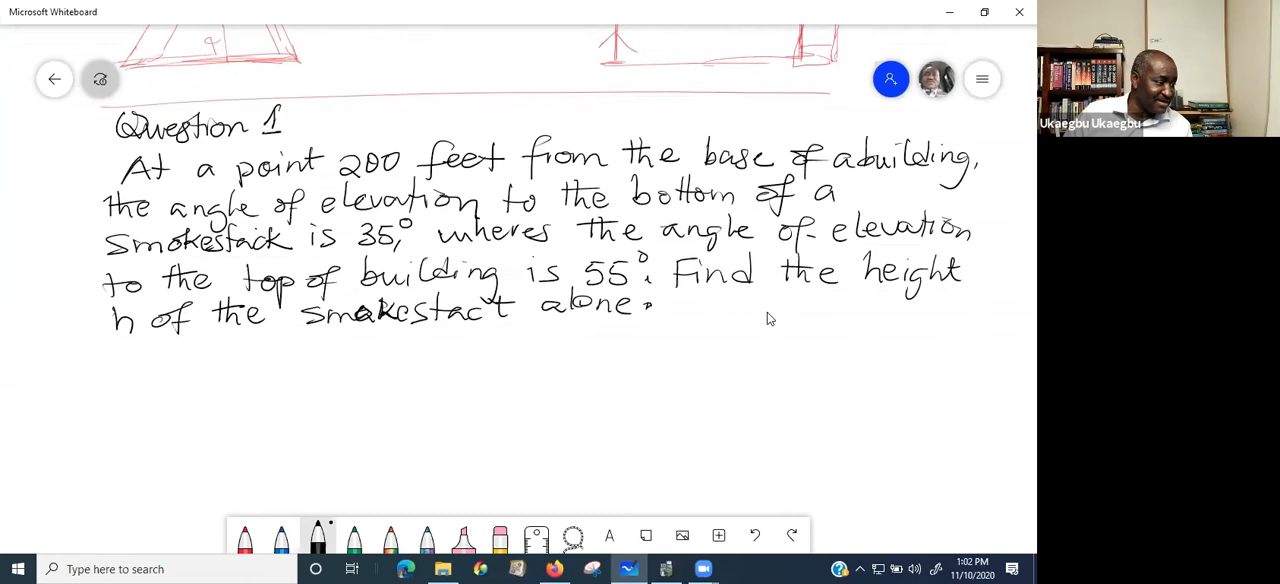 Microsoft Whiteboard
Question 1
At a point 200 feet from the base of a building,
the angle of elevation to the bottom of a
smokestack is 35,° wheres the angle of elevation
to the top of building is 55°. Find the height
h of the smokestact alone.
Ukaegbu Ukaegbu
Type here to search
1:02 PM
11/10/2020